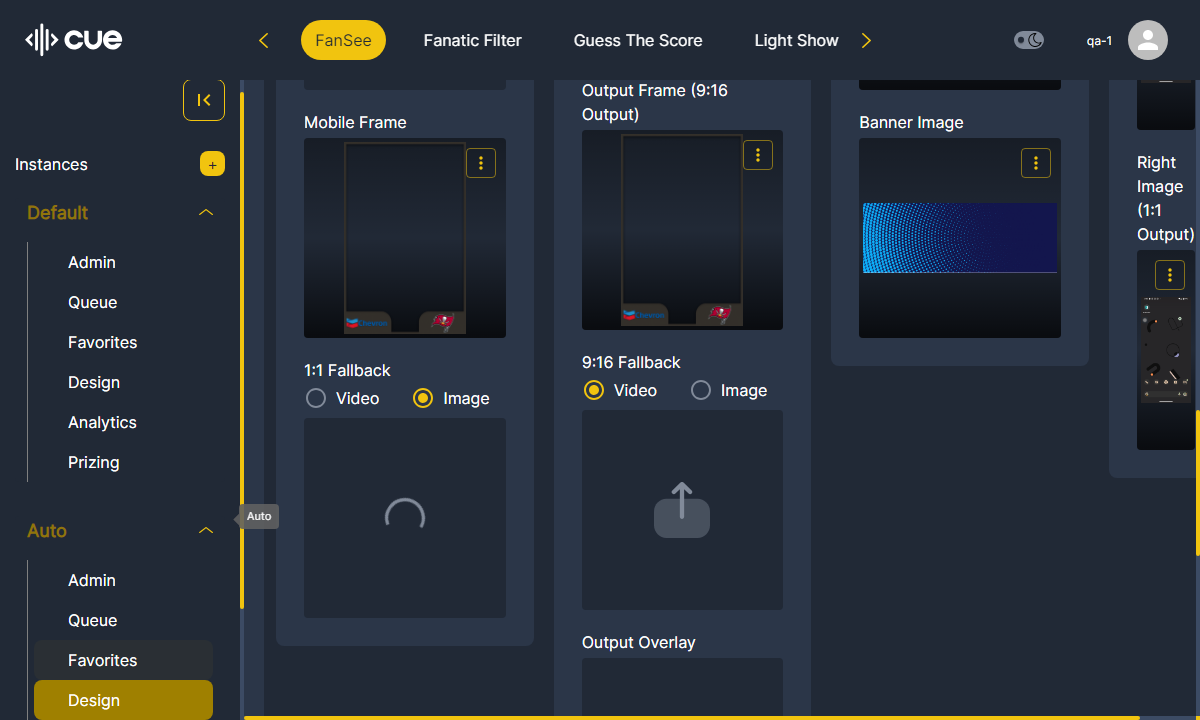 cue
FanSee
Fanatic Filter
Guess The Score
Light Show
qa-1
Instances
+
Default
Admin
Queue
Favorites
Design
Analytics
Prizing
Auto
Admin
Queue
Favorites
Design
Auto
Mobile Frame
1:1 Fallback
Video
Image
Output Frame (9:16
Output)
9:16 Fallback
Video
Image
Output Overlay
Banner Image
Right
Image
(1:1
Output)